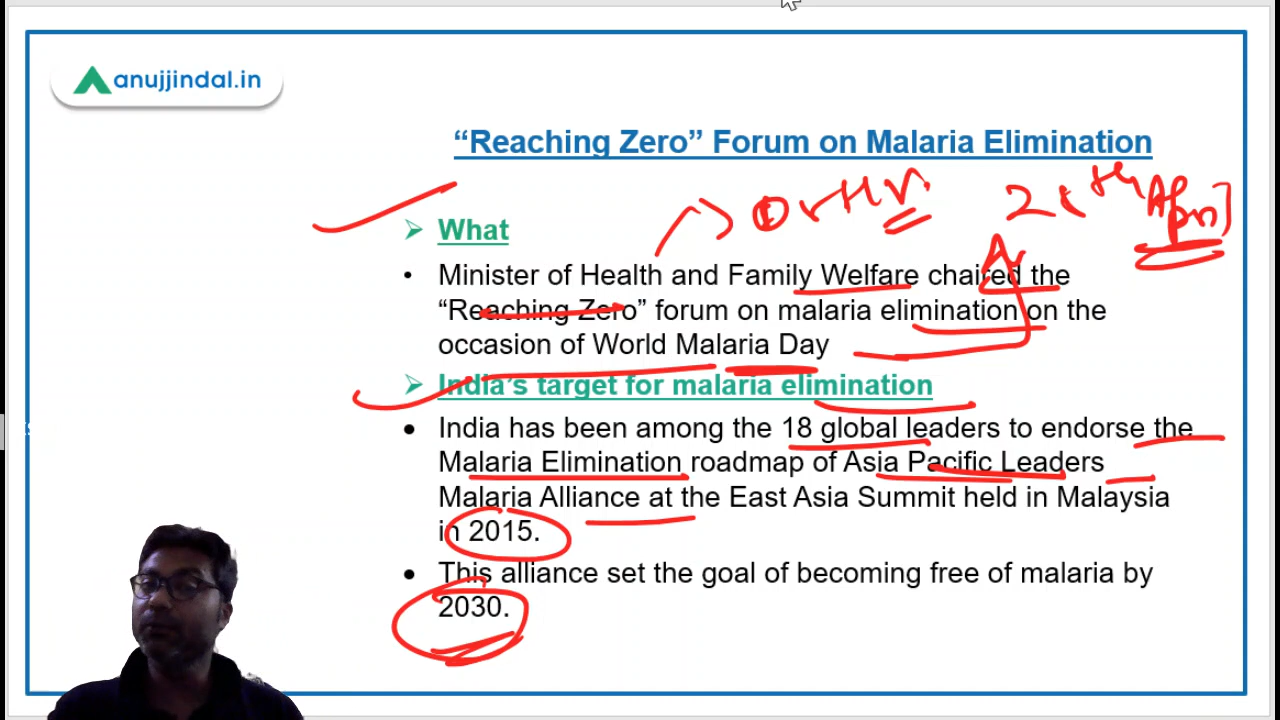 anujjindal.in
“Reaching Zero” Forum on Malaria Elimination
➢ What
• Minister of Health and Family Welfare chaired the
“Reaching Zero” forum on malaria elimination on the
occasion of World Malaria Day
➢ India’s target for malaria elimination
• India has been among the 18 global leaders to endorse the
Malaria Elimination roadmap of Asia Pacific Leaders
Malaria Alliance at the East Asia Summit held in Malaysia
in 2015.
• This alliance set the goal of becoming free of malaria by
2030.